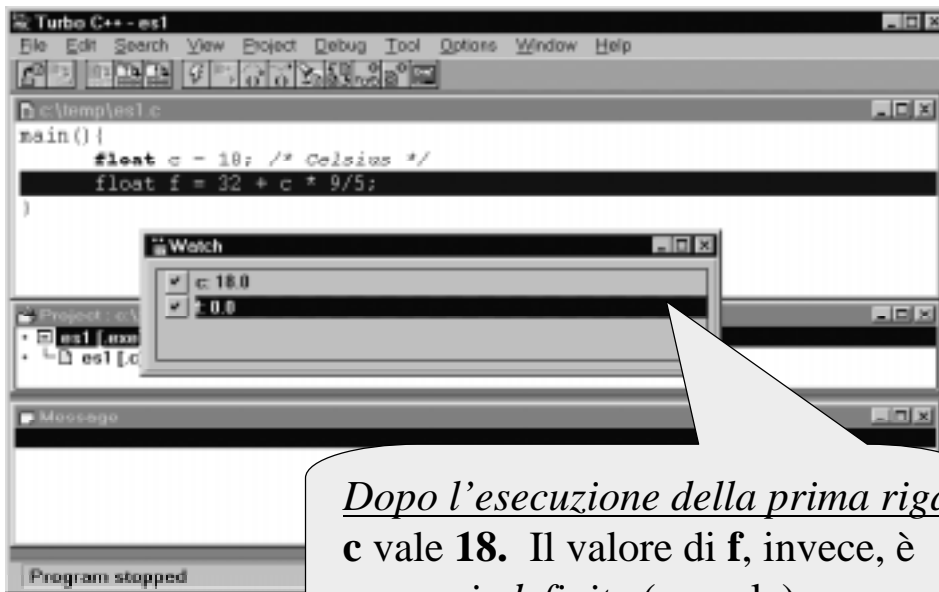 Turbo C++ - es1
File Edit Search View Project Debug Tool Options Window Help
c:\temp\es1.c
main(){
float c = 18; /* Celsius */
float f = 32 + c * 9/5;
}
Watch
c: 18.0
f: 0.0
Project : c:\
es1 [.exe
es1 [.c
Message
Dopo l'esecuzione della prima riga
c vale 18. Il valore di f, invece, è
Program stopped